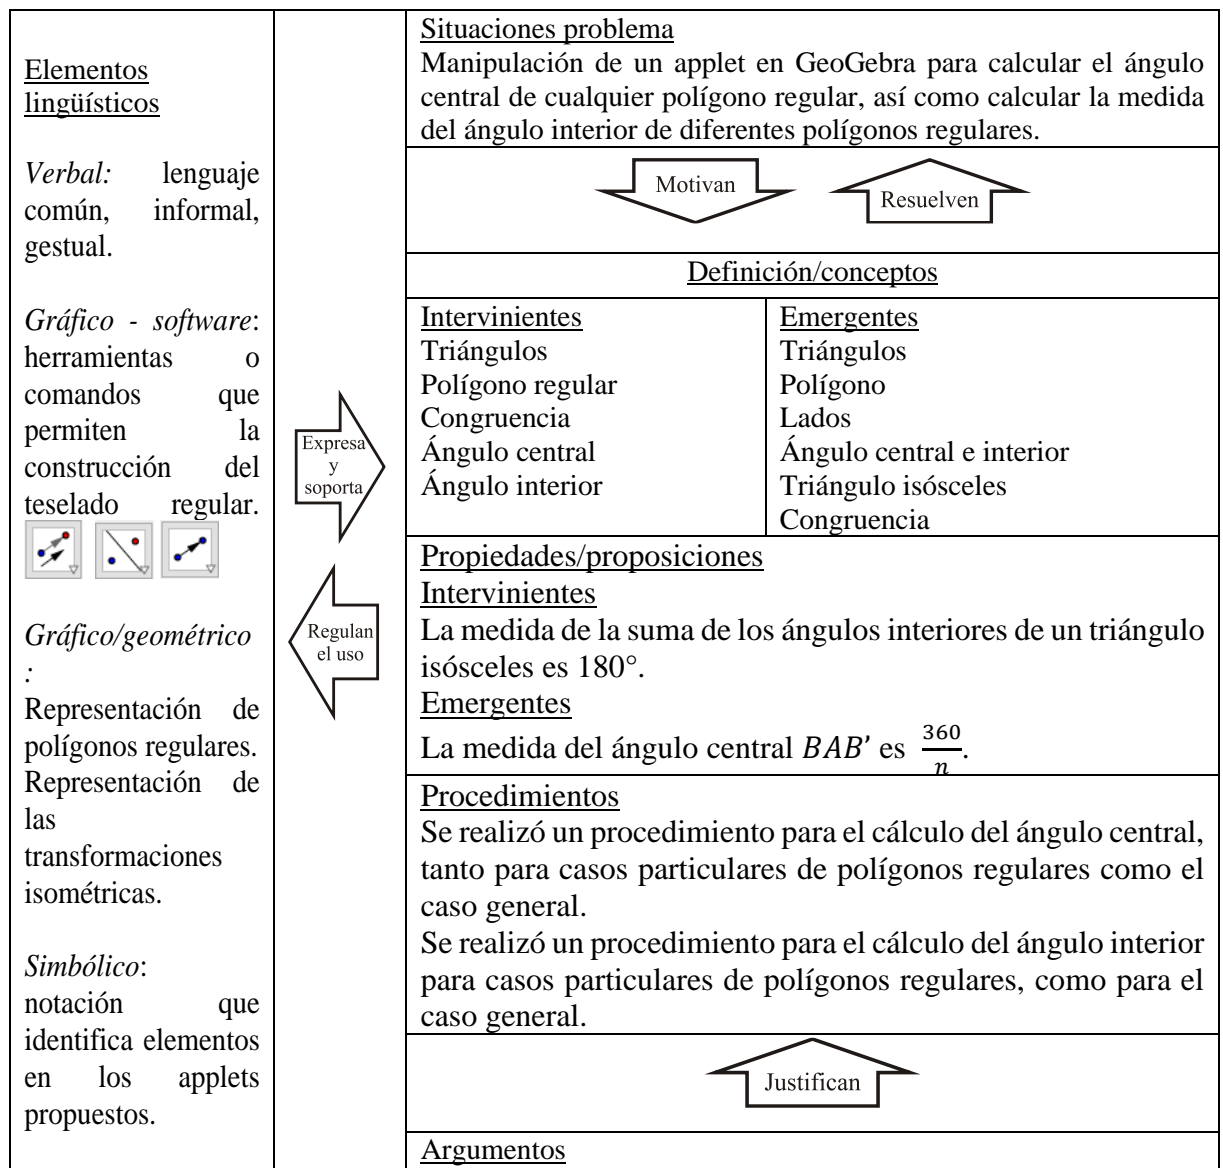 Elementos
lingüísticos
Verbal: lenguaje
común, informal,
gestual.
Gráfico - software:
herramientas o
comandos que
permiten la
construcción del
teselado regular.
Gráfico/geométrico
:
Representación de
polígonos regulares.
Representación de
las
transformaciones
isométricas.
Simbólico:
notación que
identifica elementos
en los applets
propuestos.
Expresa
y
soporta
Regulan
el uso
Situaciones problema
Manipulación de un applet en GeoGebra para calcular el ángulo
central de cualquier polígono regular, así como calcular la medida
del ángulo interior de diferentes polígonos regulares.
Motivan
Resuelven
Definición/conceptos
Intervinientes
Triángulos
Polígono regular
Congruencia
Ángulo central
Ángulo interior
Emergentes
Triángulos
Polígono
Lados
Ángulo central e interior
Triángulo isósceles
Congruencia
Propiedades/proposiciones
Intervinientes
La medida de la suma de los ángulos interiores de un triángulo
isósceles es 180°.
Emergentes
La medida del ángulo central BAB’ es 360/n.
Procedimientos
Se realizó un procedimiento para el cálculo del ángulo central,
tanto para casos particulares de polígonos regulares como el
caso general.
Se realizó un procedimiento para el cálculo del ángulo interior
para casos particulares de polígonos regulares, como para el
caso general.
Justifican
Argumentos